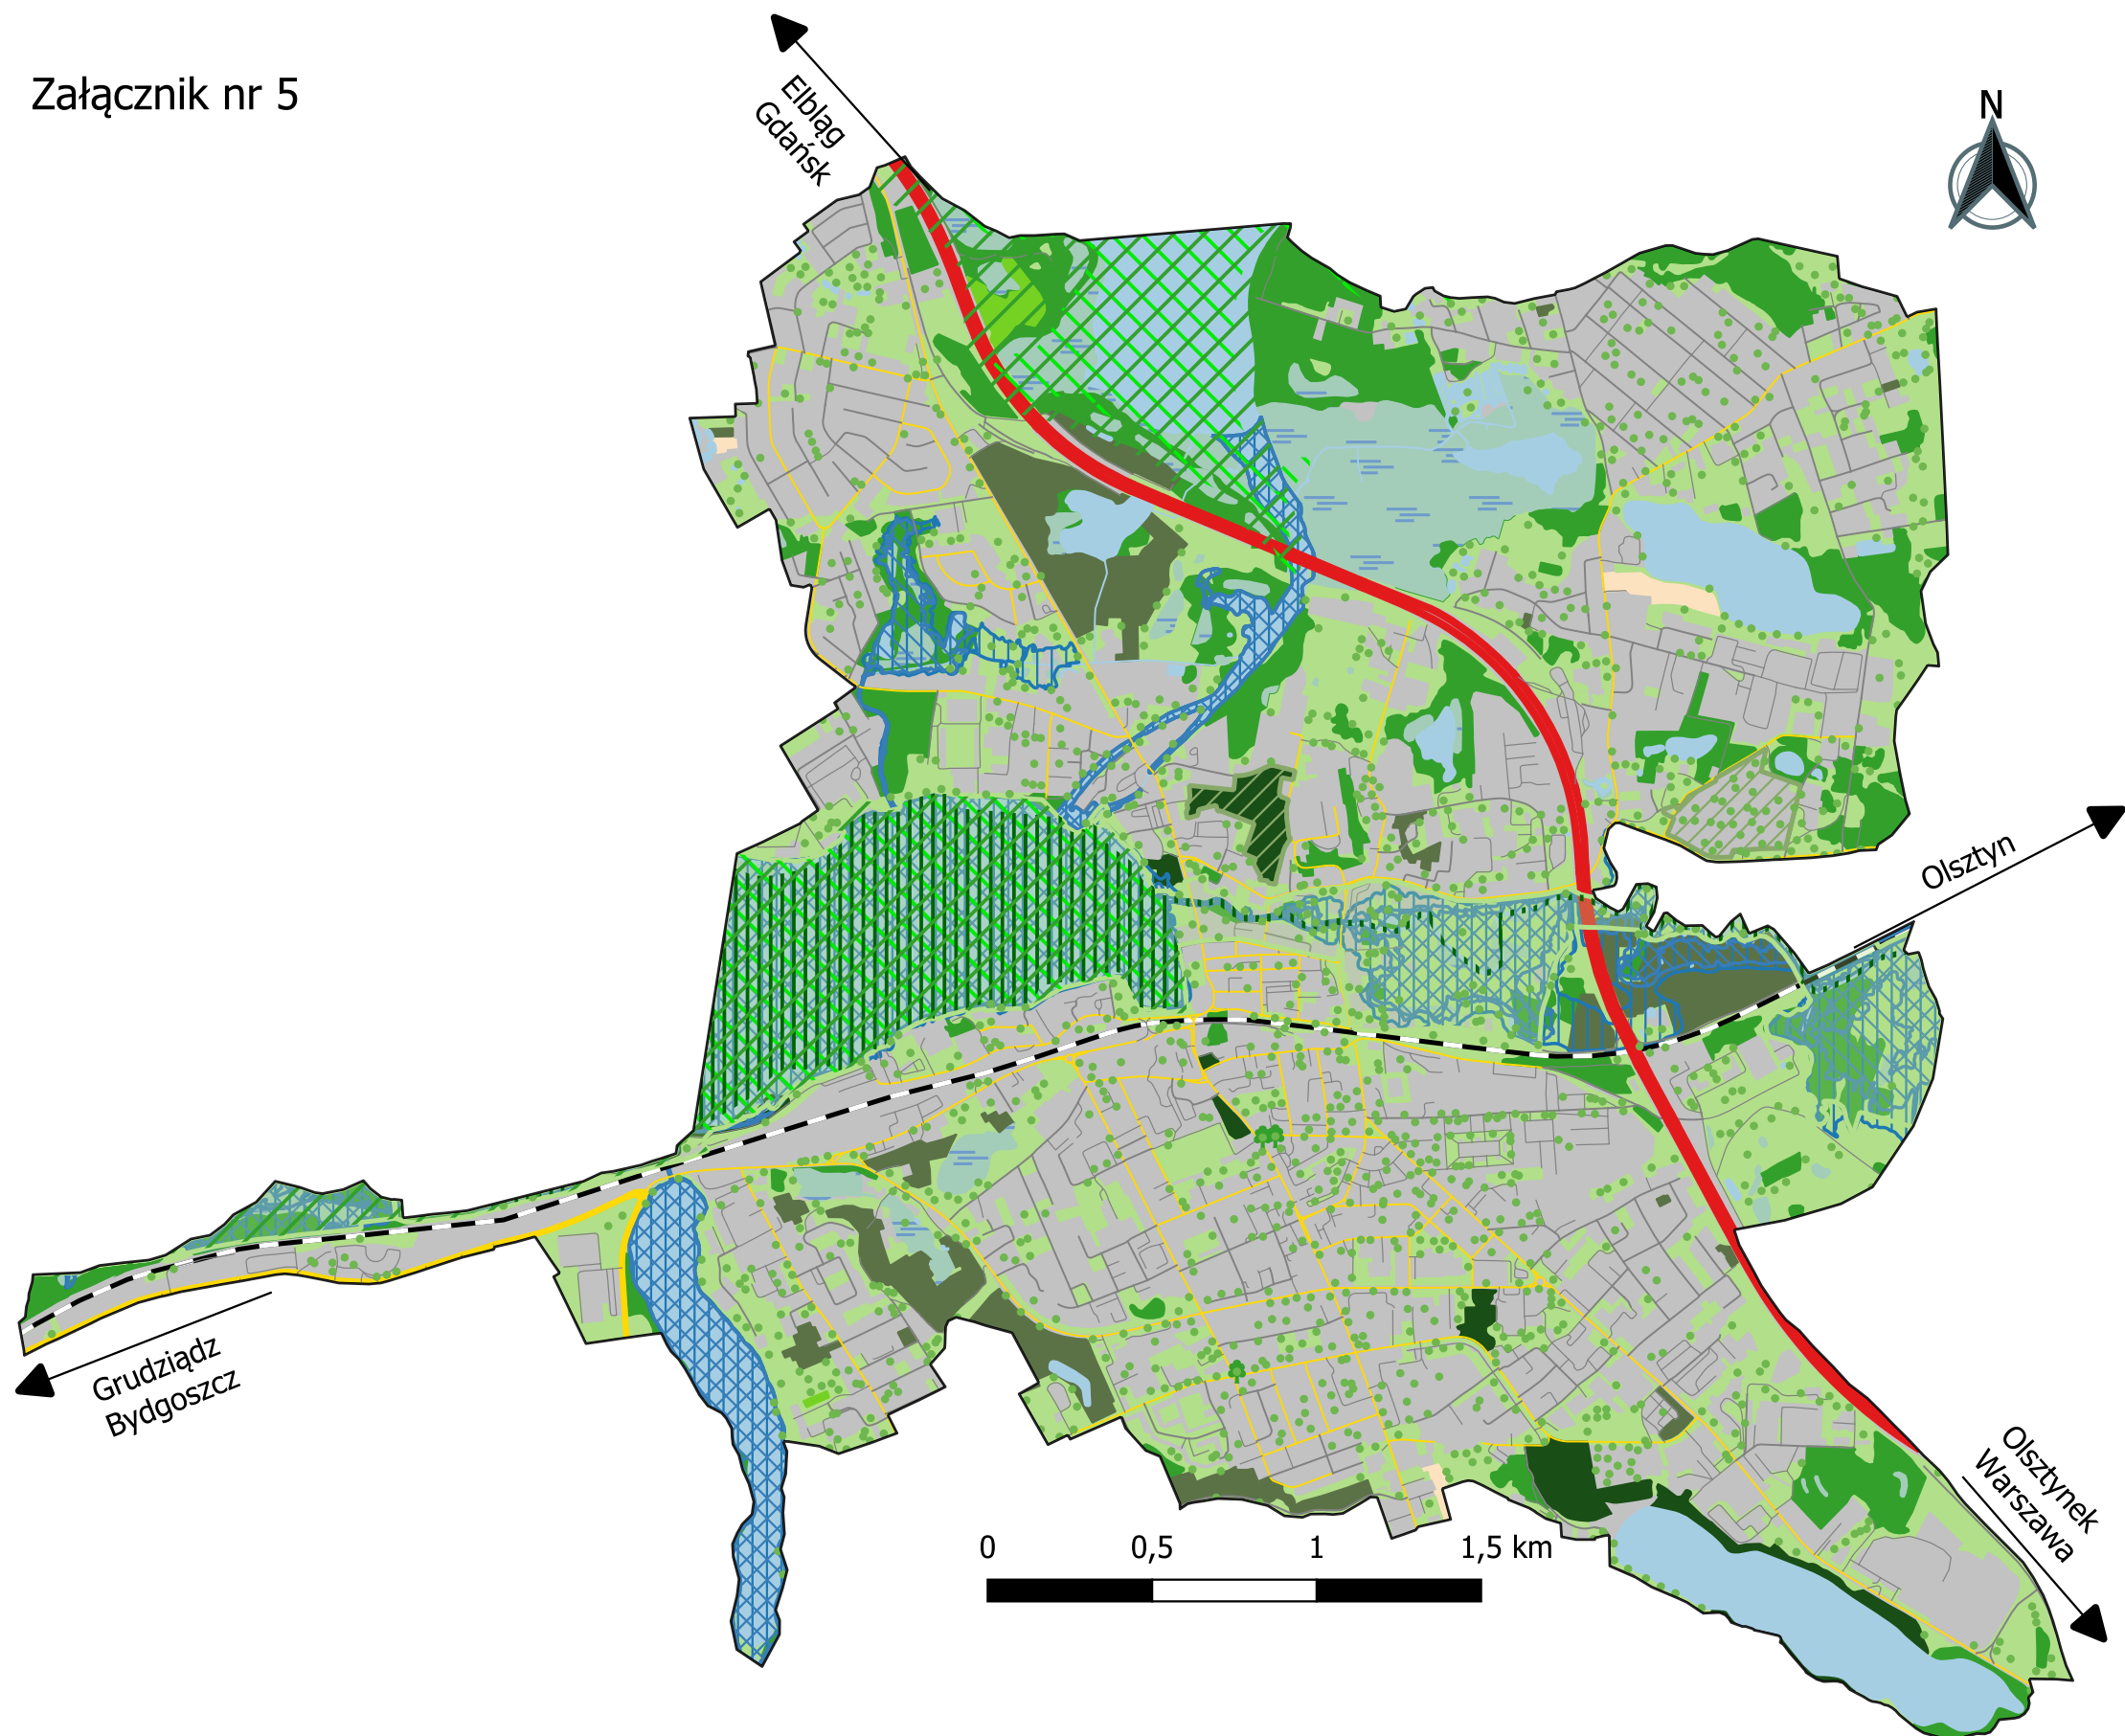 Załącznik nr 5
Elbląg
Gdańsk
N
Olsztyn
Grudziądz
Bydgoszcz
Olsztynek
Warszawa
0 0,5 1 1,5 km